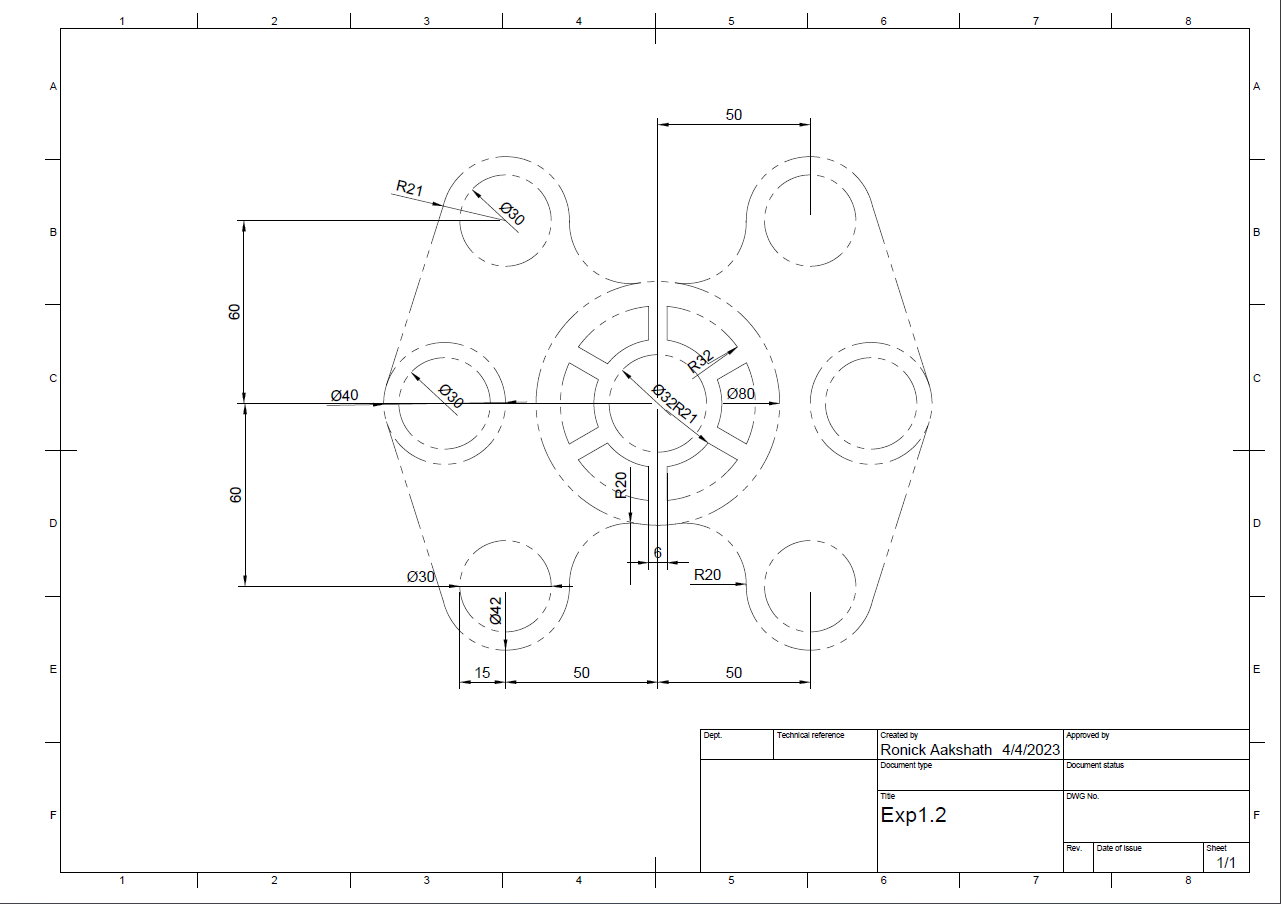 1 2 3 4 5 6 7 8
A A
50
R21
Ø30
B B
60
R32
C C
Ø40
Ø30
Ø32
R21
Ø80
60
R20
D D
6
Ø30
R20
Ø42
E E
15 50 50
Dept. Technical reference Created by Approved by
Ronick Aakshath 4/4/2023
Document type Document status
Title DWG No.
Exp1.2
F F
Rev. Date of issue Sheet
1/1
1 2 3 4 5 6 7 8